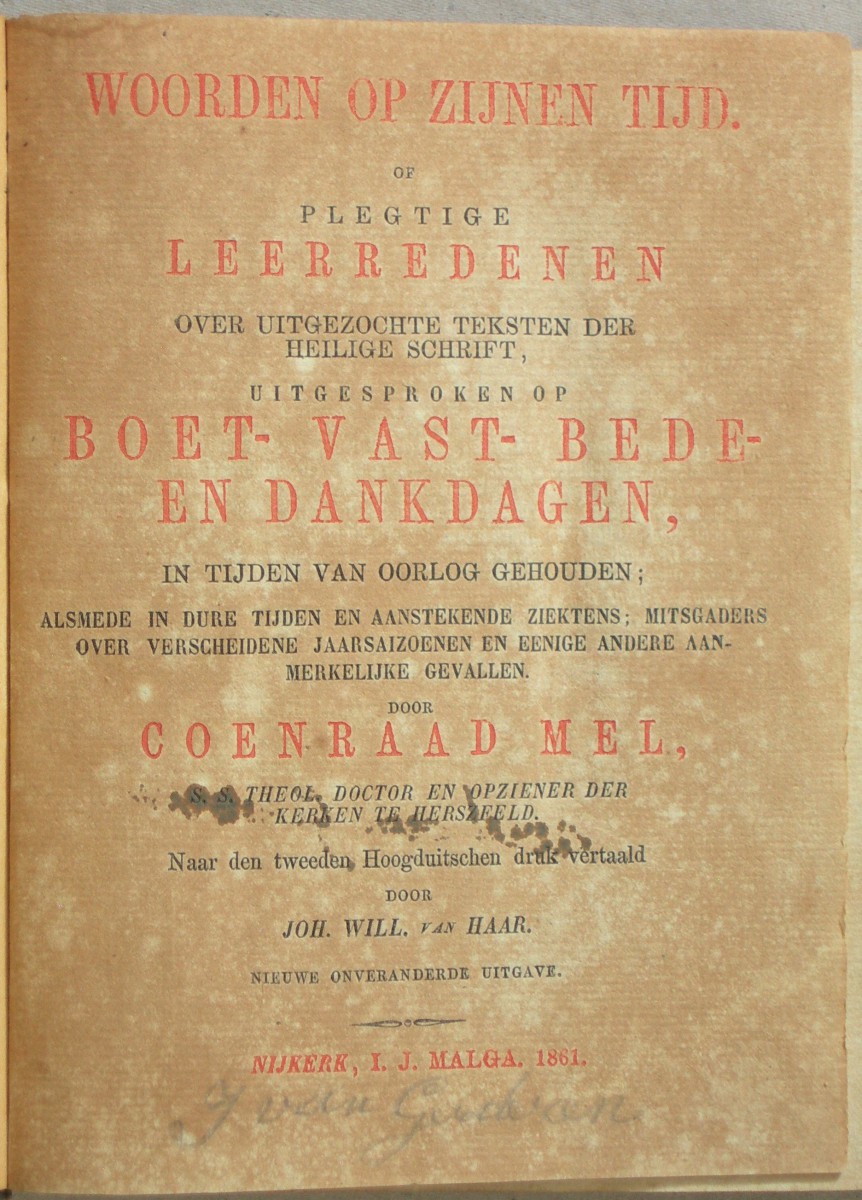 WOORDEN OP ZIJNEN TIJD.
OF
PLEGTIGE
LEERREDENEN
OVER UITGEZOCHTE TEKSTEN DER
HEILIGE SCHRIFT,
UITGESPROKEN OP
BOET- VAST- BEDE-
EN DANKDAGEN,
IN TIJDEN VAN OORLOG GEHOUDEN;
ALSMEDE IN DURE TIJDEN EN AANSTEKENDE ZIEKTENS; MITSGADERS
OVER VERSCHEIDENE JAARSAIZOENEN EN EENIGE ANDERE AAN-
MERKELIJKE GEVALLEN.
DOOR
COENRAAD MEL,
S. S. THEOL. DOCTOR EN OPZIENER DER
KERKEN TE HERSZFELD.
Naar den tweeden Hoogduitschen druk vertaald
DOOR
JOH. WILL. VAN HAAR.
NIEUWE ONVERANDERDE UITGAVE.
NIJKERK, I. J. MALGA. 1861.
van